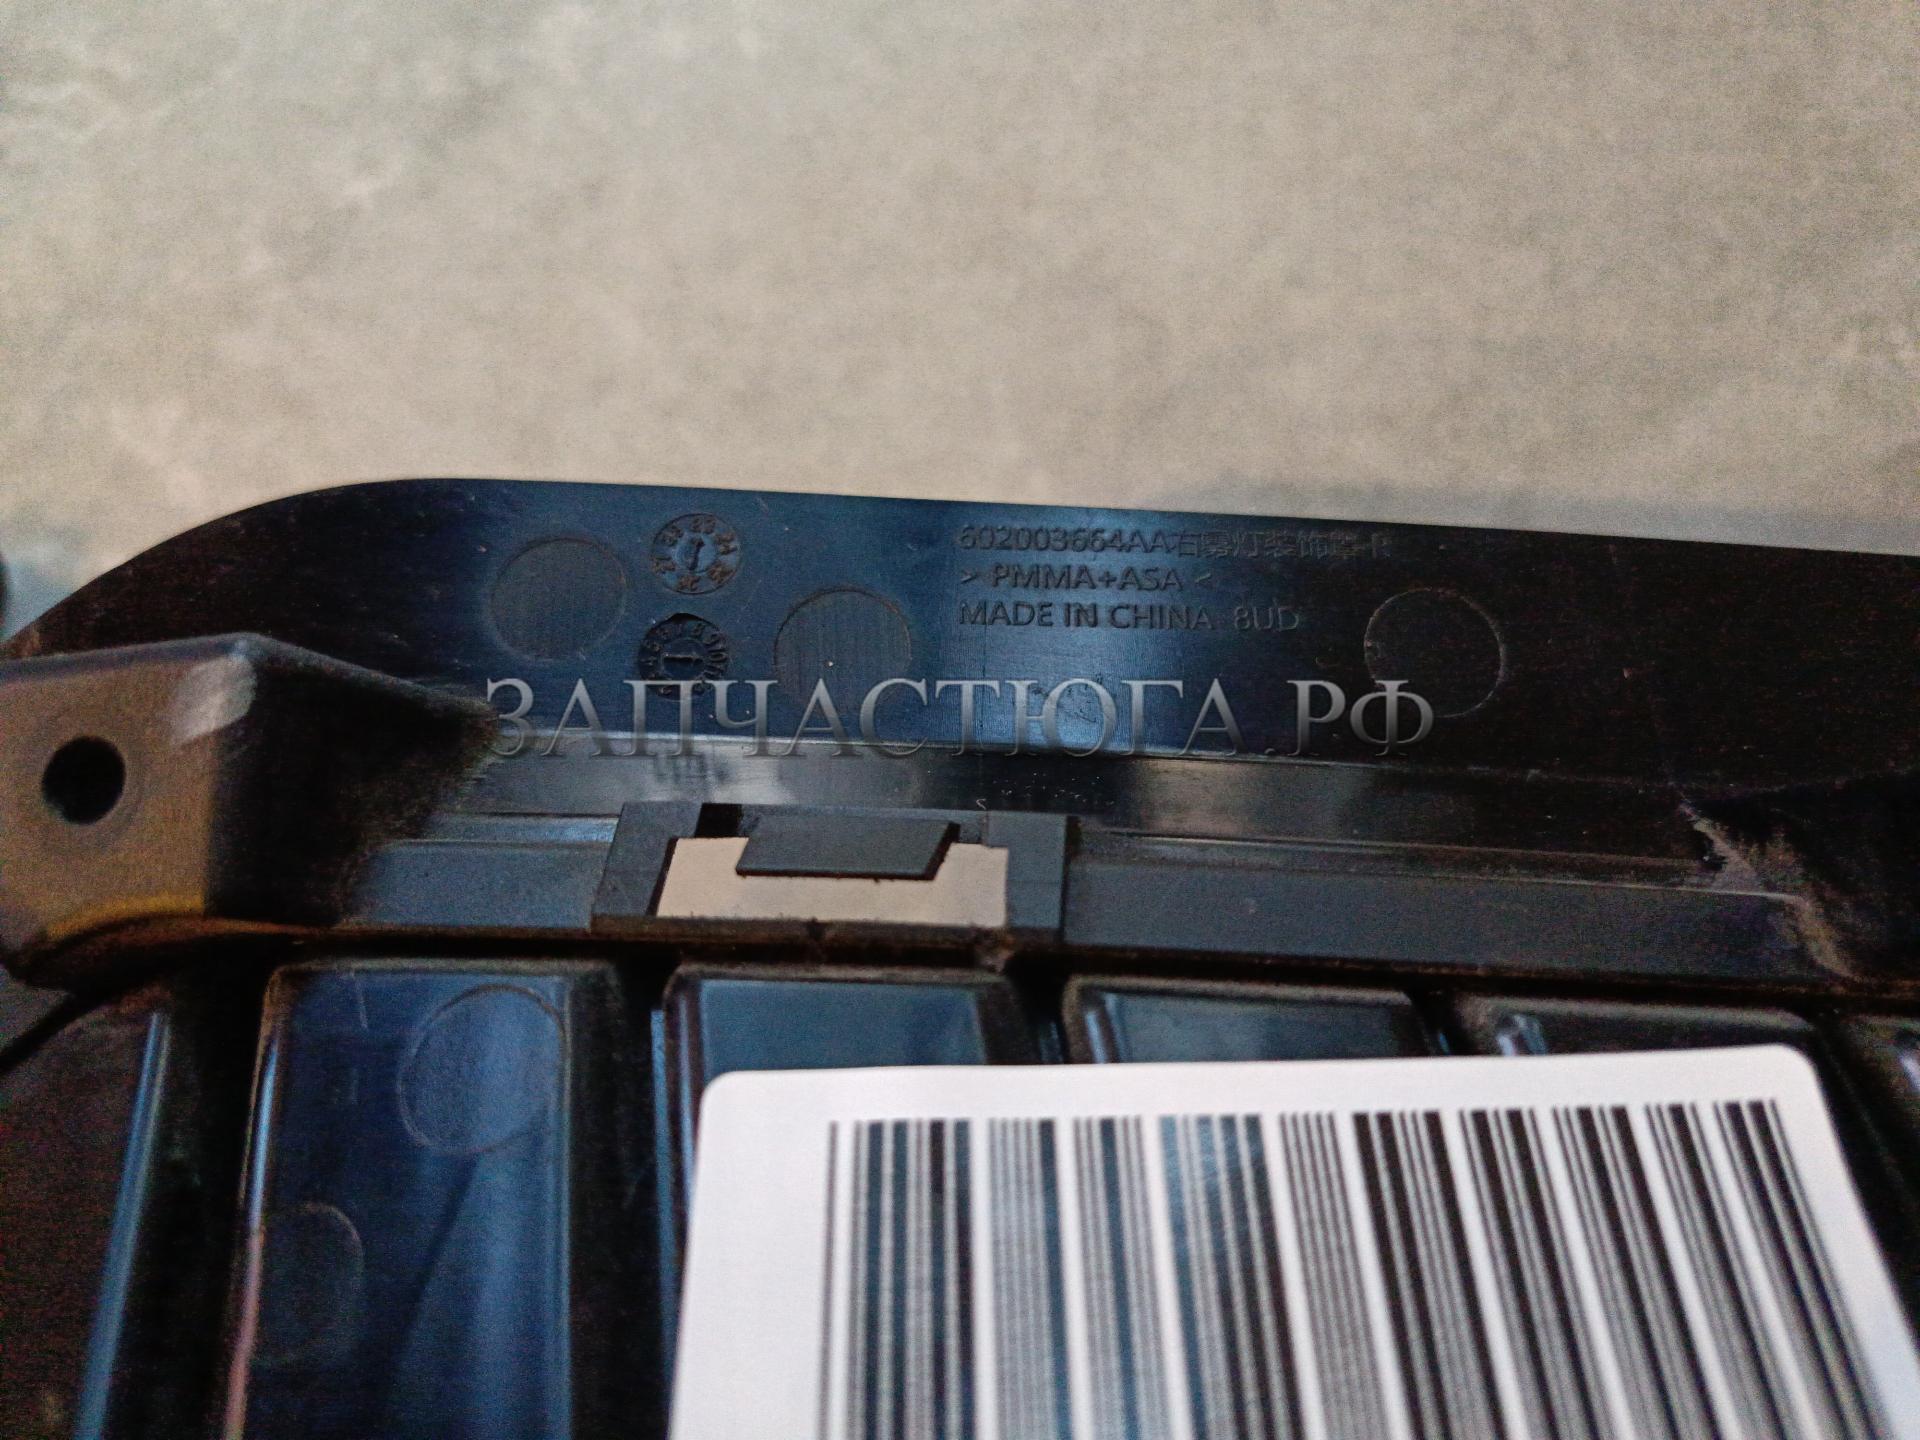 602003664AA右雾灯装饰罩-R
> PMMA+ASA <
MADE IN CHINA 8UD
ЗАПЧАСТЮГА.РФ